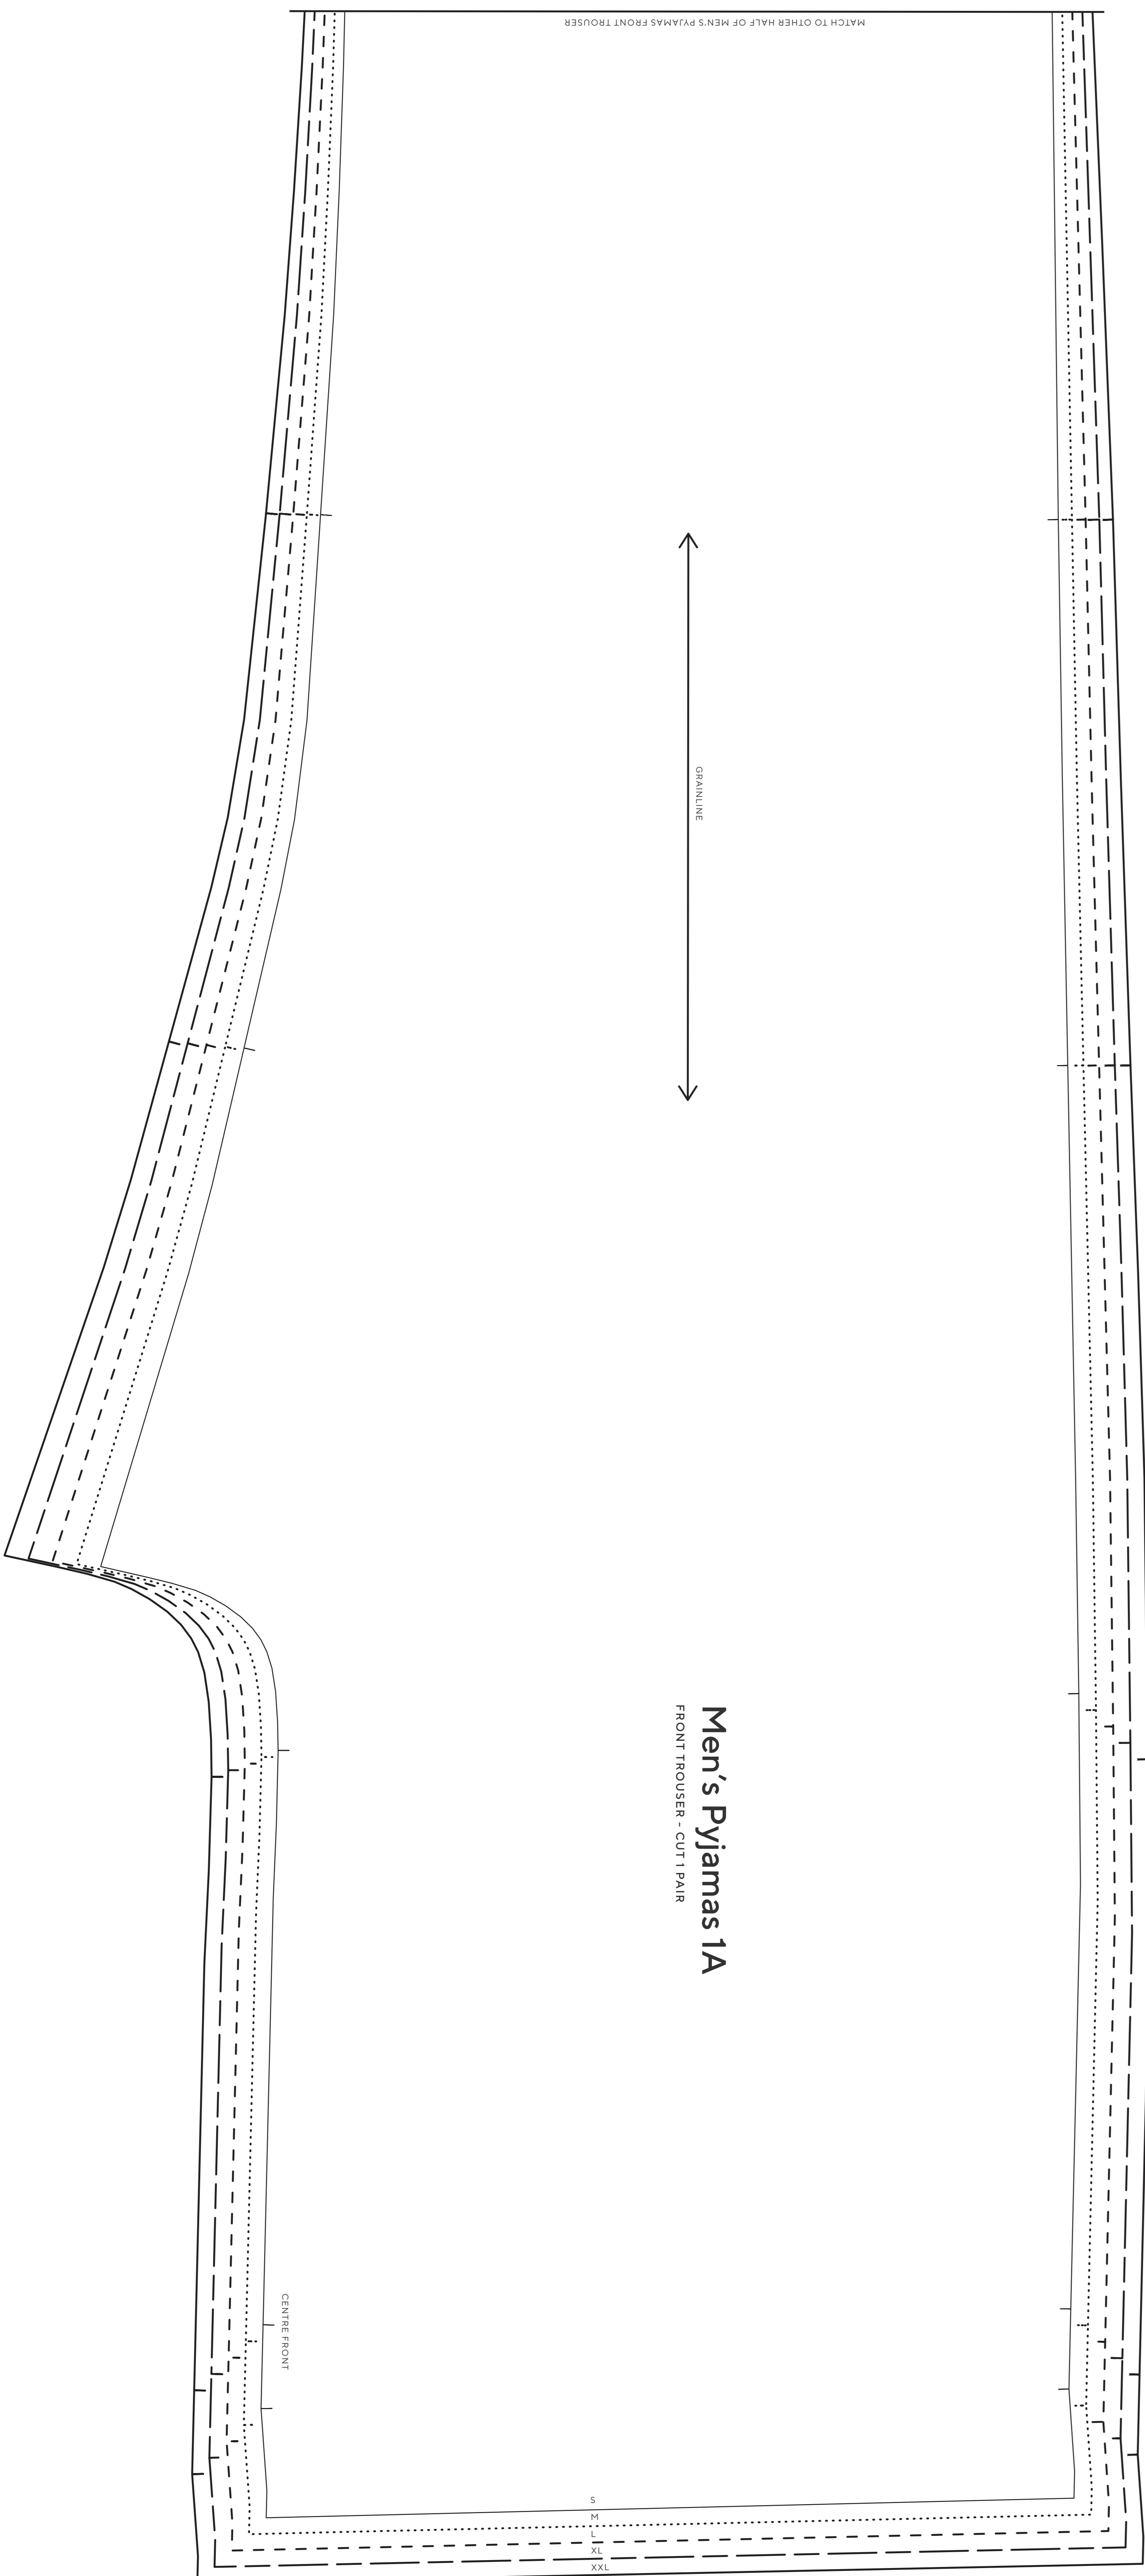 MATCH TO OTHER HALF OF MEN'S PYJAMAS FRONT TROUSER
GRAINLINE
Men's Pyjamas 1A
FRONT TROUSER - CUT 1 PAIR
CENTRE FRONT
S
M
L
XL
XXL